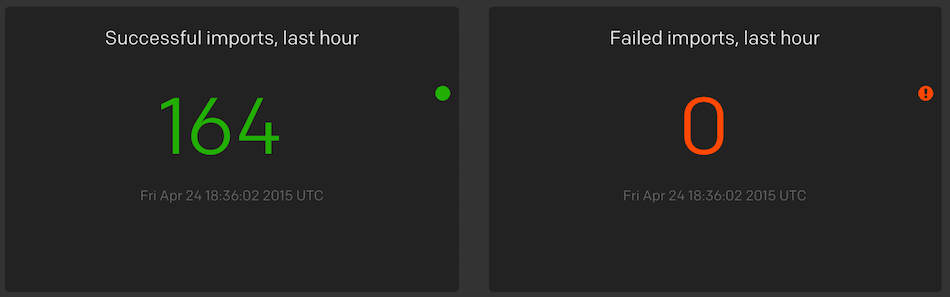 Successful imports, last hour
164
Fri Apr 24 18:36:02 2015 UTC
Failed imports, last hour
0
Fri Apr 24 18:36:02 2015 UTC